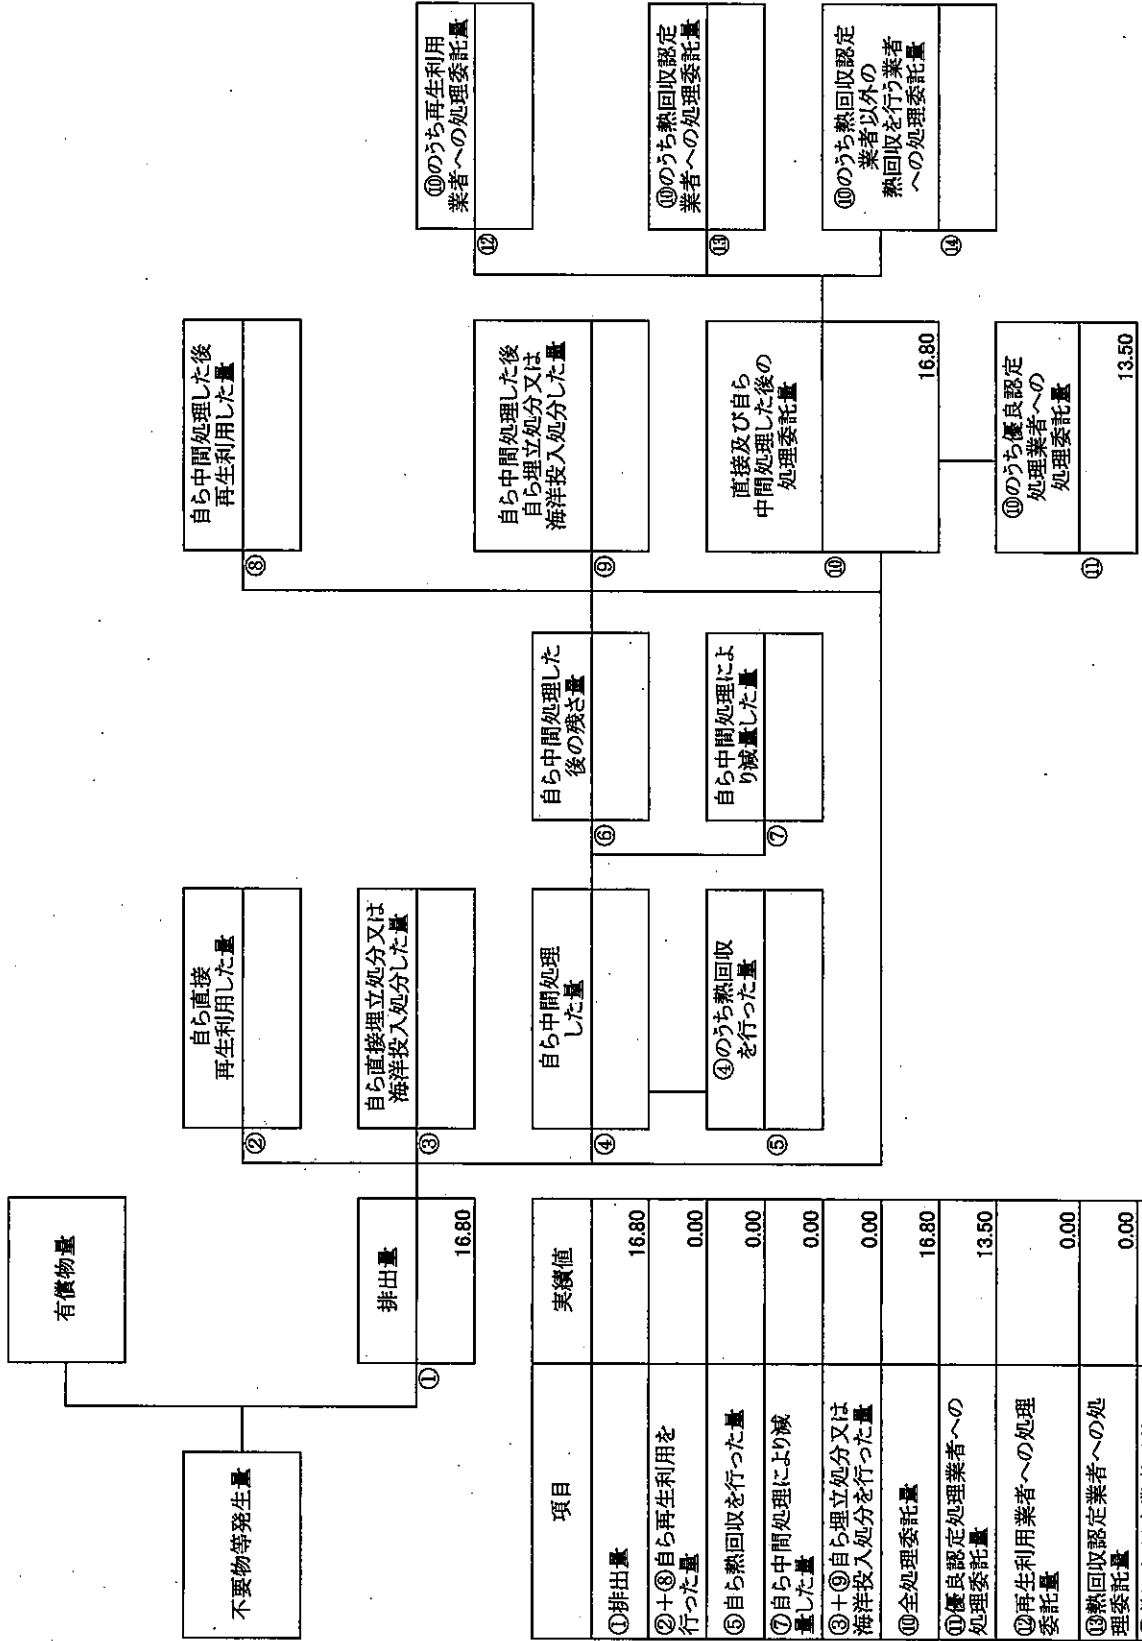 有償物量
不要物等発生量
排出量
①
16.80
自ら直接
再生利用した量
②
自ら直接埋立処分又は
海洋投入処分した量
③
自ら中間処理
した量
④
④のうち熱回収
を行った量
⑤
自ら中間処理した
後の残さ量
⑥
自ら中間処理によ
り減量した量
⑦
自ら中間処理した後
再生利用した量
⑧
自ら中間処理した後
自ら埋立処分又は
海洋投入処分した量
⑨
直接及び自ら
中間処理した後の
処理委託量
⑩
16.80
⑩のうち優良認定
処理業者への
処理委託量
⑪
13.50
⑩のうち再生利用
業者への処理委託量
⑫
⑩のうち熱回収認定
業者への処理委託量
⑬
⑩のうち熱回収認定
業者以外の
熱回収を行う業者
への処理委託量
⑭
項目 実績値
①排出量 16.80
②+⑧自ら再生利用を
行った量 0.00
⑤自ら熱回収を行った量 0.00
⑦自ら中間処理により減
量した量 0.00
③+⑨自ら埋立処分又は
海洋投入処分を行った量 0.00
⑩全処理委託量 16.80
⑪優良認定処理業者への
処理委託量 13.50
⑫再生利用業者への処理
委託量 0.00
⑬熱回収認定業者への処
理委託量 0.00